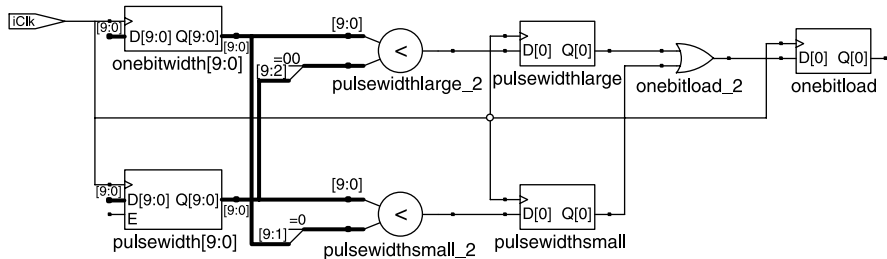 iClk
[9:0]
D[9:0] Q[9:0]
[9:0]
onebitwidth[9:0]
[9:0]
[9:2]
=00
<
pulsewidthlarge_2
D[0] Q[0]
pulsewidthlarge
onebitload_2
D[0] Q[0]
onebitload
[9:0]
D[9:0] Q[9:0]
E
[9:0]
pulsewidth[9:0]
[9:0]
[9:1]
=0
<
pulsewidthsmall_2
D[0] Q[0]
pulsewidthsmall